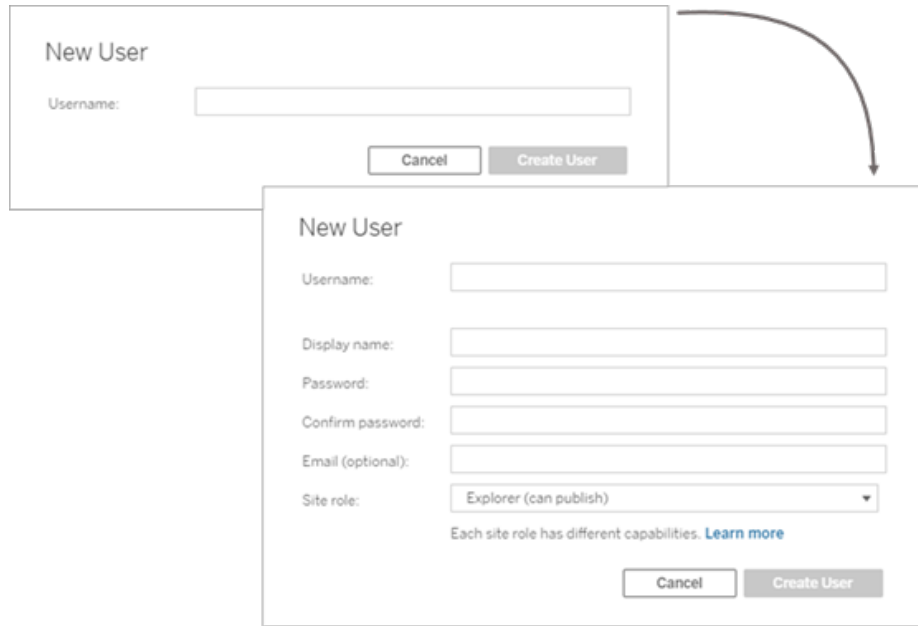 New User
Username:
Cancel Create User
New User
Username:
Display name:
Password:
Confirm password:
Email (optional):
Site role: Explorer (can publish)
Each site role has different capabilities. Learn more
Cancel Create User